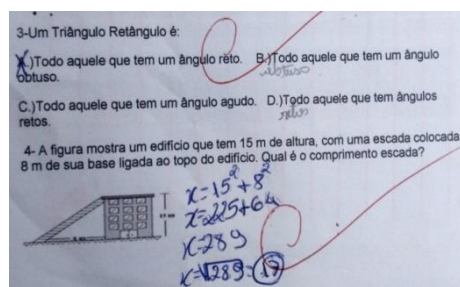 3-Um Triângulo Retângulo é:
X.)Todo aquele que tem um ângulo reto. B.)Todo aquele que tem um ângulo
obtuso.
obtuso
C.)Todo aquele que tem um ângulo agudo. D.)Todo aquele que tem ângulos
retos.
retos
4- A figura mostra um edifício que tem 15 m de altura, com uma escada colocada
8 m de sua base ligada ao topo do edifício. Qual é o comprimento escada?
x=15²+8²
x=225+64
x=289
x=√289=17